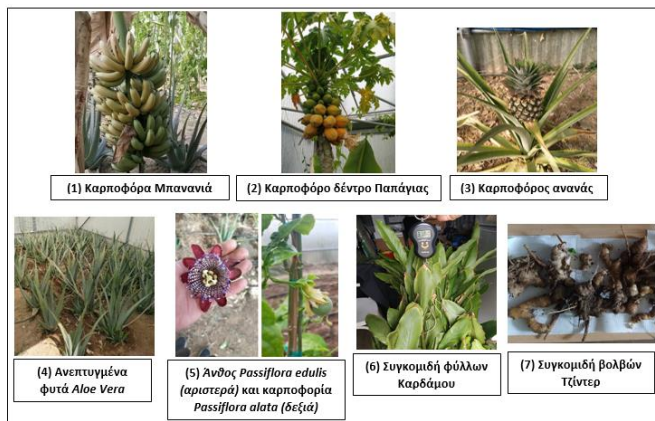 (1) Καρποφόρα Μπανανιά
(2) Καρποφόρο δέντρο Παπάγιας
(3) Καρποφόρος ανανάς
(4) Ανεπτυγμένα
φυτά Aloe Vera
(5) Άνθος Passiflora edulis
(αριστερά) και καρποφορία
Passiflora alata (δεξιά)
(6) Συγκομιδή φύλλων
Καρδάμου
(7) Συγκομιδή βολβών
Τζίντερ